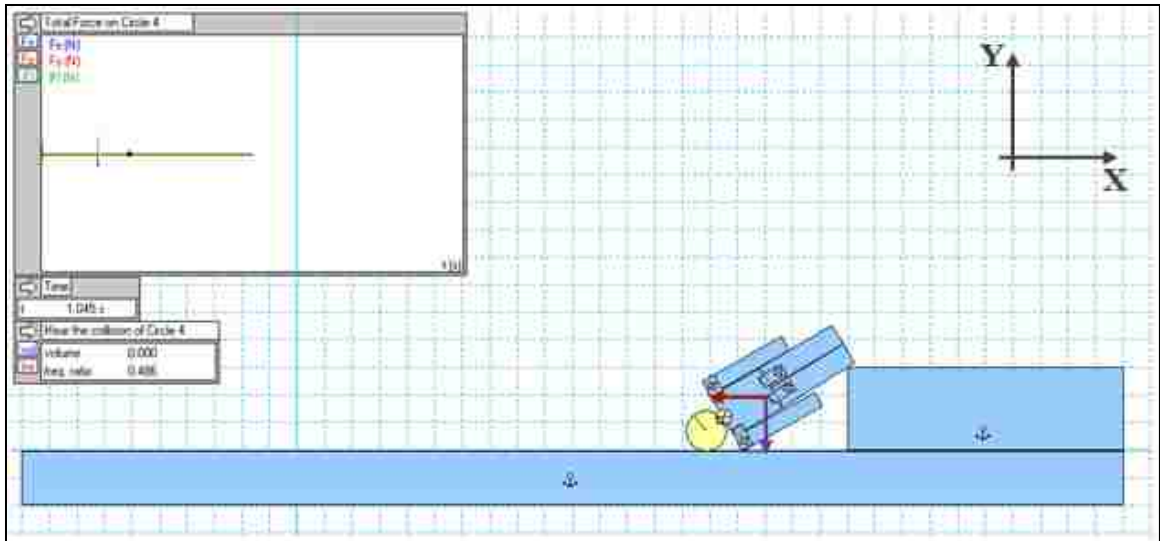 Total Force on Circle 4
Fx (N)
Fy (N)
|F| (N)
t (s)
Time
t 1.045 s
Hear the collision of Circle 4
volume 0.000
freq. ratio 0.486
Y
X